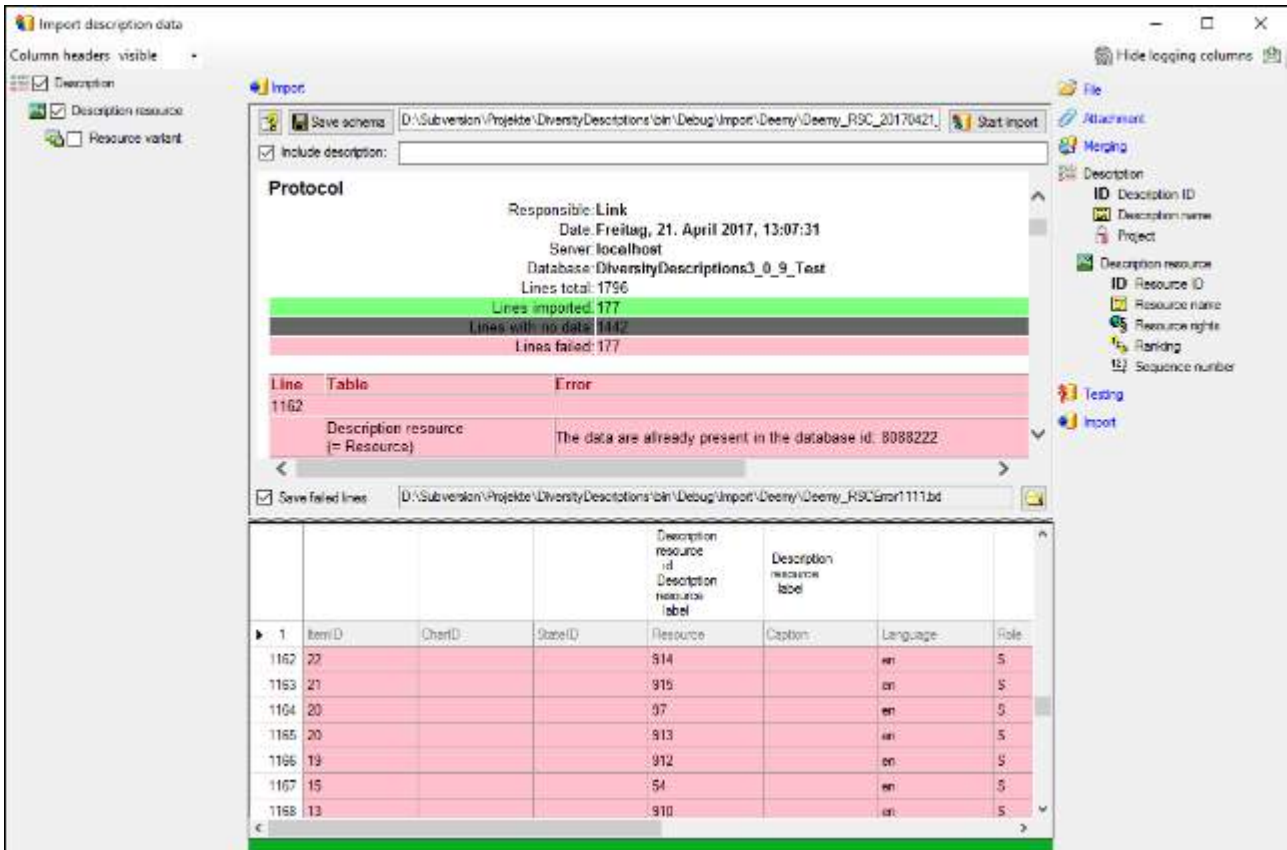 Import description data
Column headers visible
Hide logging columns
Description
Description resource
Resource variant
Import
Save schema D:\Subversion\Projekte\DiversityDescriptions\bin\Debug\Import\Deemy\Deemy_RSC_20170421_ Start import
Include description:
Protocol
Responsible: Link
Date: Freitag, 21. April 2017, 13:07:31
Server: localhost
Database: DiversityDescriptions3_0_9_Test
Lines total: 1796
Lines imported: 177
Lines with no data: 1442
Lines failed: 177
Line Table Error
1162
Description resource
(= Resource)
The data are allready present in the database id: 8088222
Save failed lines D:\Subversion\Projekte\DiversityDescriptions\bin\Debug\Import\Deemy\Deemy_RSCError1111.txt
Description
resource
id
Description
resource
label
Description
resource
label
1 ItemID CharID StateID Resource Caption Language Role
1162 22 914 en S
1163 21 915 en S
1164 20 97 en S
1165 20 913 en S
1166 19 912 en S
1167 15 54 en S
1168 13 910 en S
File
Attachment
Merging
Description
ID Description ID
Description name
Project
Description resource
ID Resource ID
Resource name
Resource rights
Ranking
Sequence number
Testing
Import